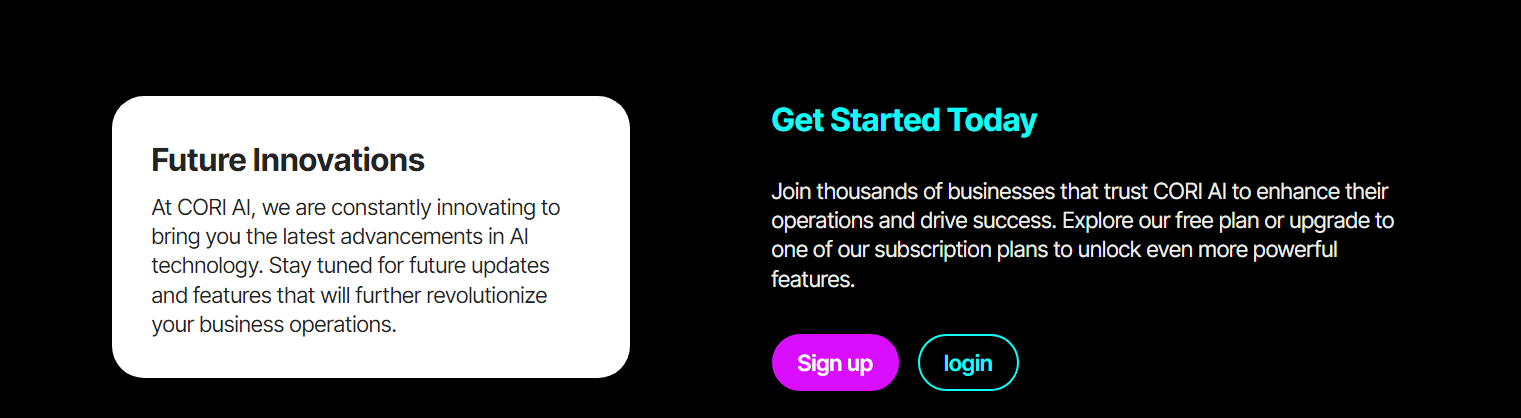 Future Innovations
At CORI AI, we are constantly innovating to
bring you the latest advancements in AI
technology. Stay tuned for future updates
and features that will further revolutionize
your business operations.
Get Started Today
Join thousands of businesses that trust CORI AI to enhance their
operations and drive success. Explore our free plan or upgrade to
one of our subscription plans to unlock even more powerful
features.
Sign up
login